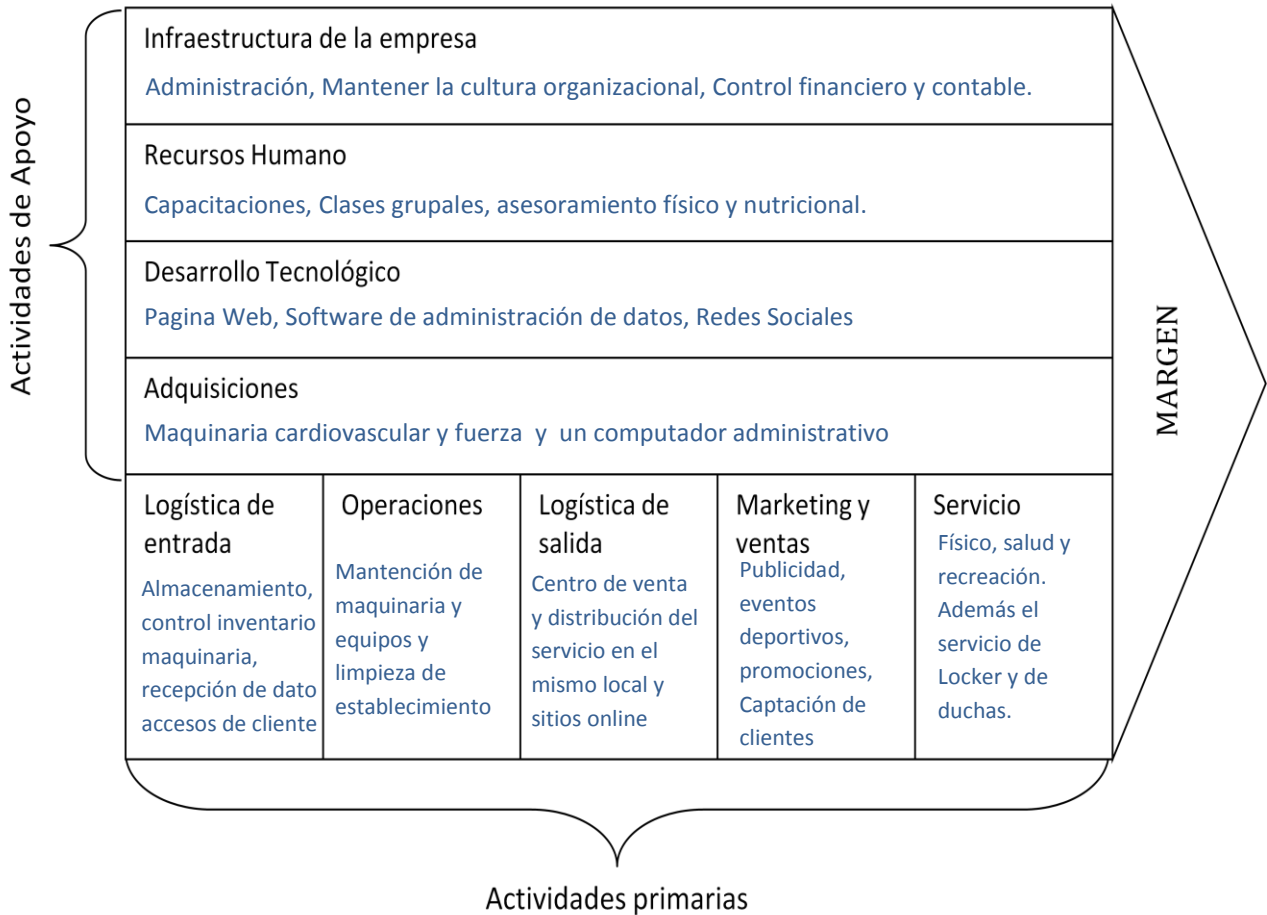 Actividades de Apoyo
Infraestructura de la empresa
Administración, Mantener la cultura organizacional, Control financiero y contable.
Recursos Humano
Capacitaciones, Clases grupales, asesoramiento físico y nutricional.
Desarrollo Tecnológico
Pagina Web, Software de administración de datos, Redes Sociales
Adquisiciones
Maquinaria cardiovascular y fuerza y un computador administrativo
Logística de
entrada
Almacenamiento,
control inventario
maquinaria,
recepción de dato
accesos de cliente
Operaciones
Mantención de
maquinaria y
equipos y
limpieza de
establecimiento
Logística de
salida
Centro de venta
y distribución del
servicio en el
mismo local y
sitios online
Marketing y
ventas
Publicidad,
eventos
deportivos,
promociones,
Captación de
clientes
Servicio
Físico, salud y
recreación.
Además el
servicio de
Locker y de
duchas.
MARGEN
Actividades primarias